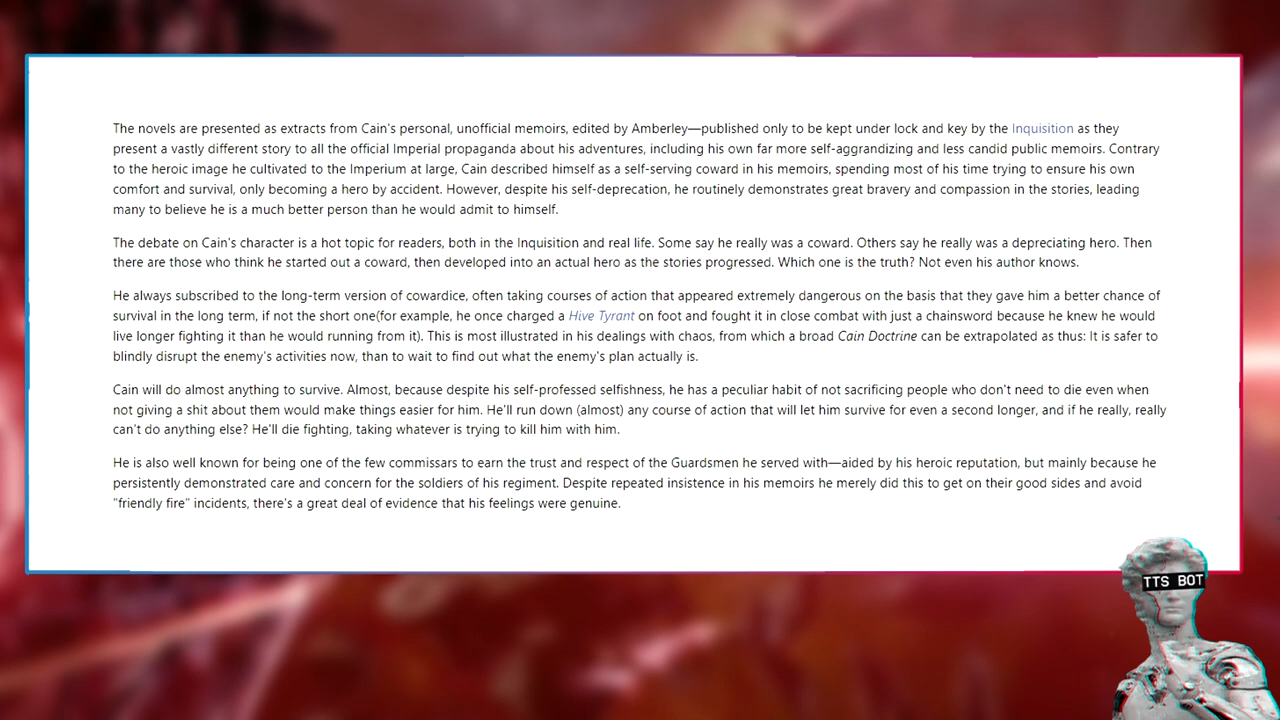 The novels are presented as extracts from Cain's personal, unofficial memoirs, edited by Amberley—published only to be kept under lock and key by the Inquisition as they
present a vastly different story to all the official Imperial propaganda about his adventures, including his own far more self-aggrandizing and less candid public memoirs. Contrary
to the heroic image he cultivated to the Imperium at large, Cain described himself as a self-serving coward in his memoirs, spending most of his time trying to ensure his own
comfort and survival, only becoming a hero by accident. However, despite his self-deprecation, he routinely demonstrates great bravery and compassion in the stories, leading
many to believe he is a much better person than he would admit to himself.
The debate on Cain's character is a hot topic for readers, both in the Inquisition and real life. Some say he really was a coward. Others say he really was a depreciating hero. Then
there are those who think he started out a coward, then developed into an actual hero as the stories progressed. Which one is the truth? Not even his author knows.
He always subscribed to the long-term version of cowardice, often taking courses of action that appeared extremely dangerous on the basis that they gave him a better chance of
survival in the long term, if not the short one(for example, he once charged a Hive Tyrant on foot and fought it in close combat with just a chainsword because he knew he would
live longer fighting it than he would running from it). This is most illustrated in his dealings with chaos, from which a broad Cain Doctrine can be extrapolated as thus: It is safer to
blindly disrupt the enemy's activities now, than to wait to find out what the enemy's plan actually is.
Cain will do almost anything to survive. Almost, because despite his self-professed selfishness, he has a peculiar habit of not sacrificing people who don't need to die even when
not giving a shit about them would make things easier for him. He'll run down (almost) any course of action that will let him survive for even a second longer, and if he really, really
can't do anything else? He'll die fighting, taking whatever is trying to kill him with him.
He is also well known for being one of the few commissars to earn the trust and respect of the Guardsmen he served with—aided by his heroic reputation, but mainly because he
persistently demonstrated care and concern for the soldiers of his regiment. Despite repeated insistence in his memoirs he merely did this to get on their good sides and avoid
"friendly fire" incidents, there's a great deal of evidence that his feelings were genuine.
TTS BOT